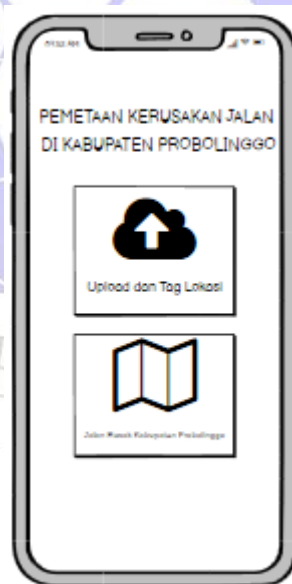 PEMETAAN KERUSAKAN JALAN
DI KABUPATEN PROBOLINGGO
Upload dan Tag Lokasi
Jalan Rusak Kabupaten Probolinggo